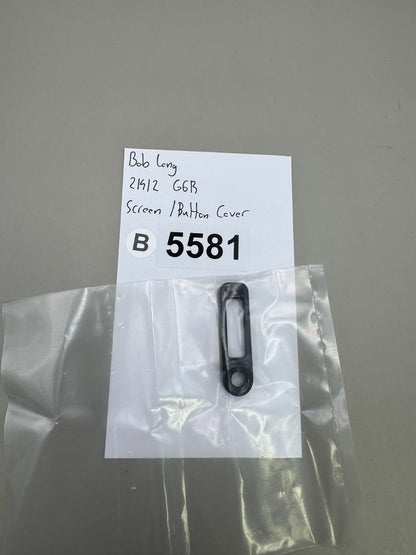 Bob Long
2K12 G6R
Screen / Button Cover
B 5581